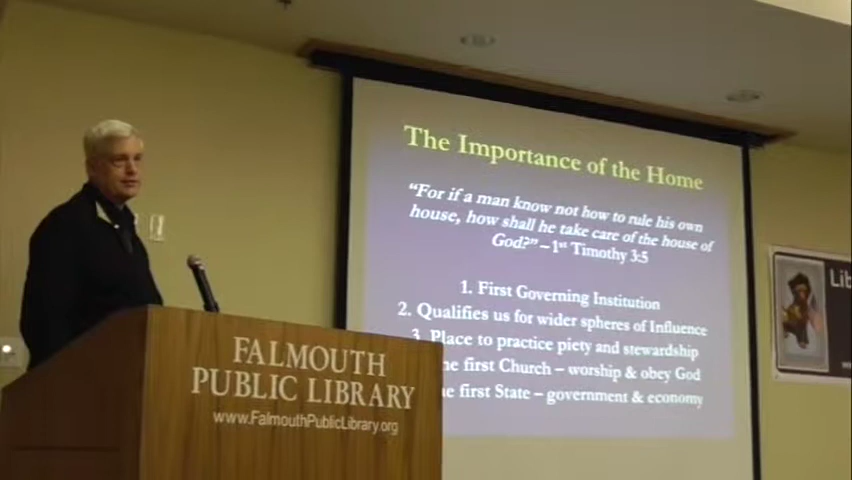 The Importance of the Home
"For if a man know not how to rule his own
house, how shall he take care of the house of
God?" – 1st Timothy 3:5
1. First Governing Institution
2. Qualifies us for wider spheres of Influence
3. Place to practice piety and stewardship
first Church – worship & obey God
first State – government & economy
FALMOUTH
PUBLIC LIBRARY
www.FalmouthPublicLibrary.org